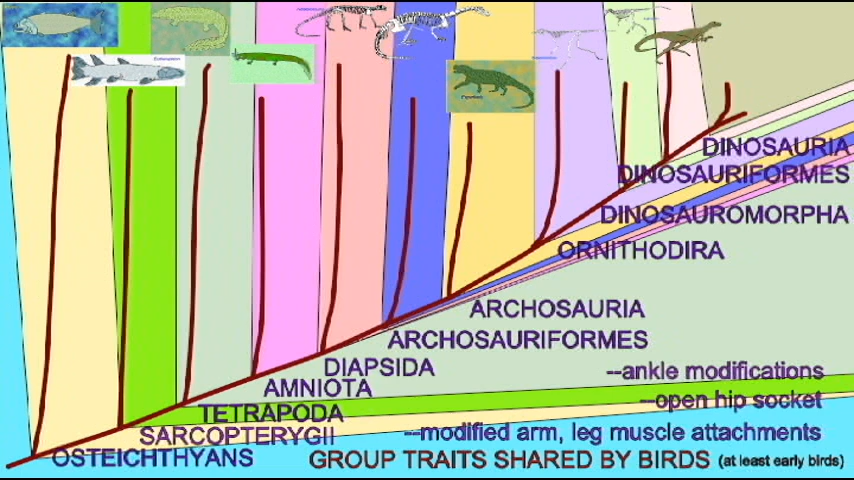 DINOSAURIA
DINOSAURIFORMES
DINOSAUROMORPHA
ORNITHODIRA
ARCHOSAURIA
ARCHOSAURIFORMES
DIAPSIDA
--ankle modifications
AMNIOTA
--open hip socket
TETRAPODA
SARCOPTERYGII
--modified arm, leg muscle attachments
OSTEICHTHYANS
GROUP TRAITS SHARED BY BIRDS (at least early birds)